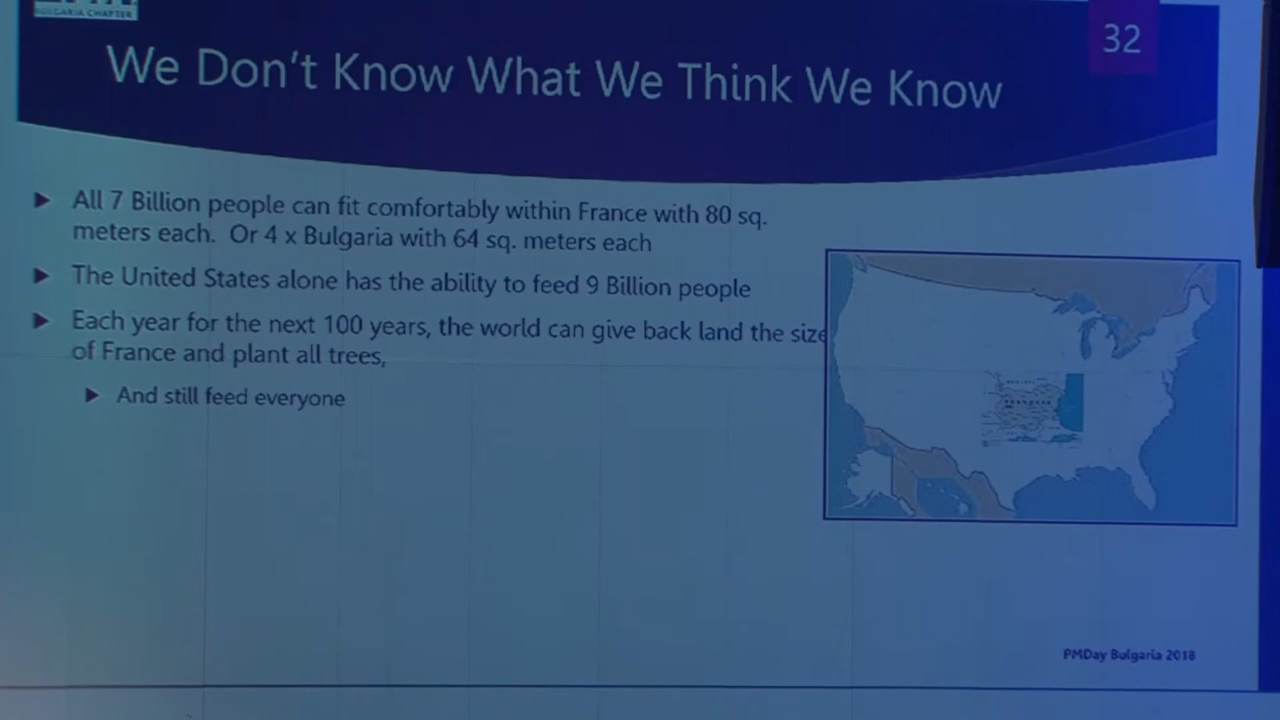 BULGARIA CHAPTER
32
We Don't Know What We Think We Know
All 7 Billion people can fit comfortably within France with 80 sq.
meters each. Or 4 x Bulgaria with 64 sq. meters each
The United States alone has the ability to feed 9 Billion people
Each year for the next 100 years, the world can give back land the size
of France and plant all trees,
And still feed everyone
PMDay Bulgaria 2018